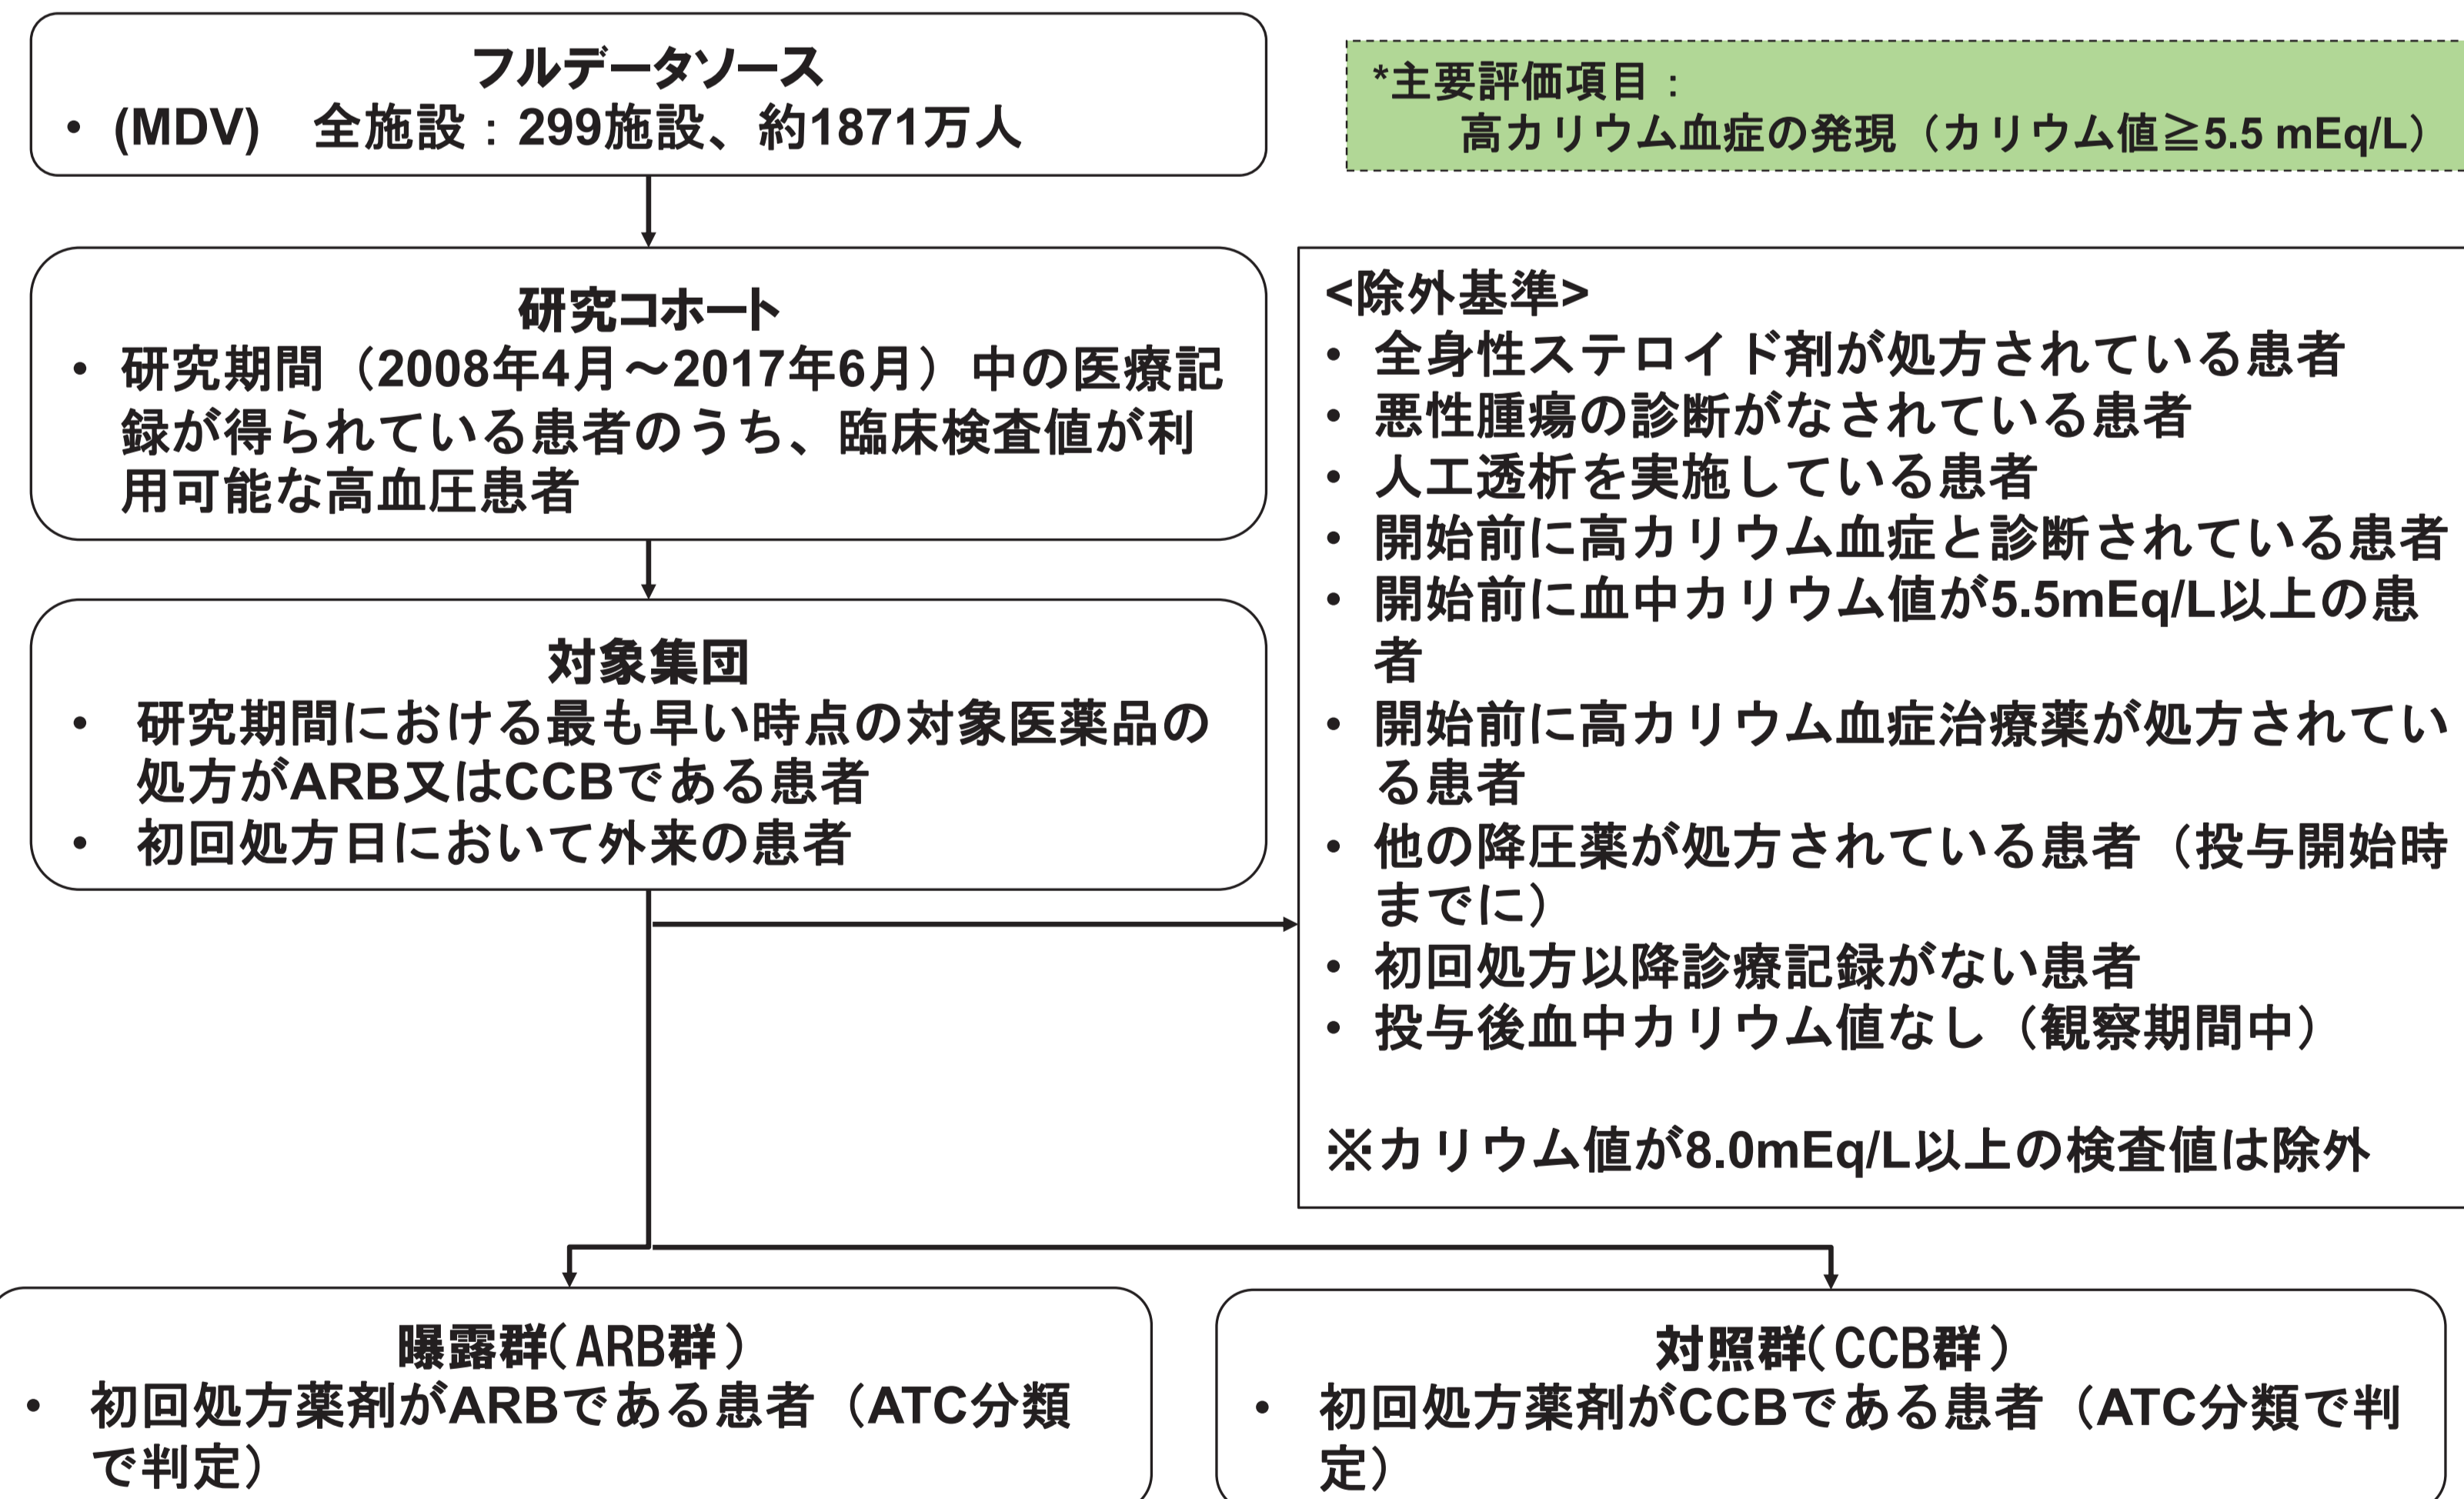 フルデータソース
• (MDV)　全施設：299施設、約1871万人
*主要評価項目：
高カリウム血症の発現（カリウム値≧5.5 mEq/L）
研究コホート
• 研究期間（2008年4月～2017年6月）中の医療記
録が得られている患者のうち、臨床検査値が利
用可能な高血圧患者
対象集団
• 研究期間における最も早い時点の対象医薬品の
処方がARB又はCCBである患者
• 初回処方日において外来の患者
<除外基準>
• 全身性ステロイド剤が処方されている患者
• 悪性腫瘍の診断がなされている患者
• 人工透析を実施している患者
• 開始前に高カリウム血症と診断されている患者
• 開始前に血中カリウム値が5.5mEq/L以上の患
者
• 開始前に高カリウム血症治療薬が処方されてい
る患者
• 他の降圧薬が処方されている患者（投与開始時
までに）
• 初回処方以降診療記録がない患者
• 投与後血中カリウム値なし（観察期間中）
※カリウム値が8.0mEq/L以上の検査値は除外
曝露群(ARB群)
• 初回処方薬剤がARBである患者（ATC分類
で判定）
対照群(CCB群)
• 初回処方薬剤がCCBである患者（ATC分類で判
定）